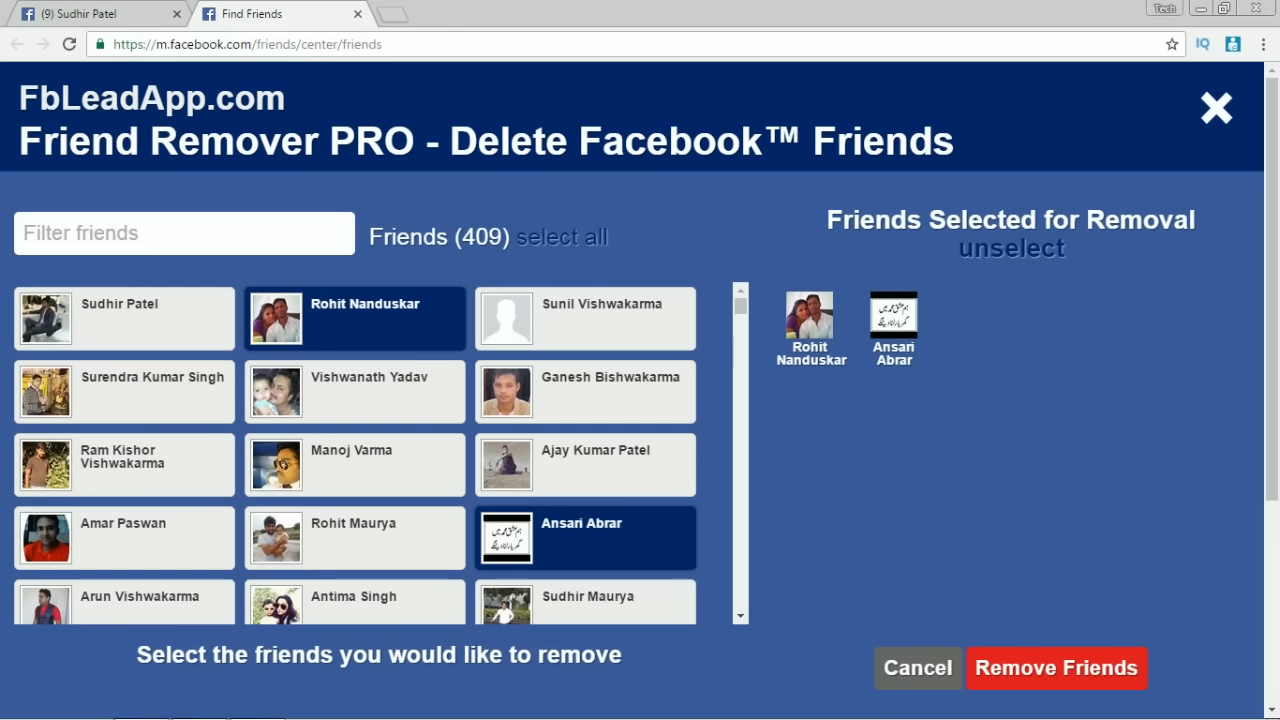 (9) Sudhir Patel
Find Friends
Tech
https://m.facebook.com/friends/center/friends
IQ
FbLeadApp.com
Friend Remover PRO - Delete Facebook™ Friends
Filter friends
Friends (409) select all
Friends Selected for Removal
unselect
Sudhir Patel
Rohit Nanduskar
Sunil Vishwakarma
Surendra Kumar Singh
Vishwanath Yadav
Ganesh Bishwakarma
Ram Kishor
Vishwakarma
Manoj Varma
Ajay Kumar Patel
Amar Paswan
Rohit Maurya
Ansari Abrar
Arun Vishwakarma
Antima Singh
Sudhir Maurya
Rohit
Nanduskar
Ansari
Abrar
Select the friends you would like to remove
Cancel
Remove Friends